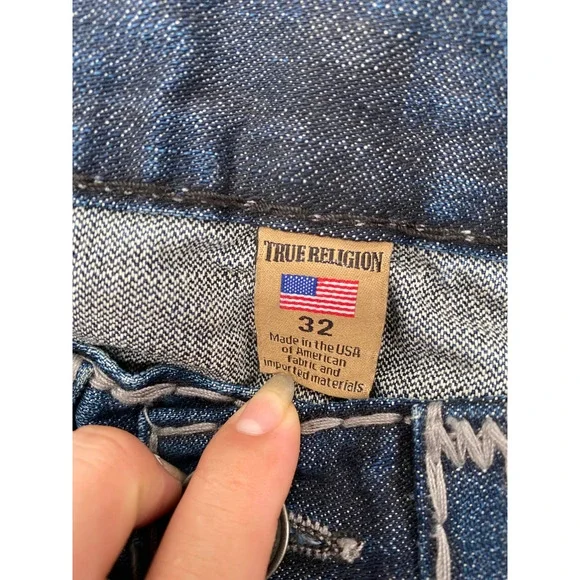 TRUE RELIGION
32
Made in the USA
of American
fabric and
imported materials